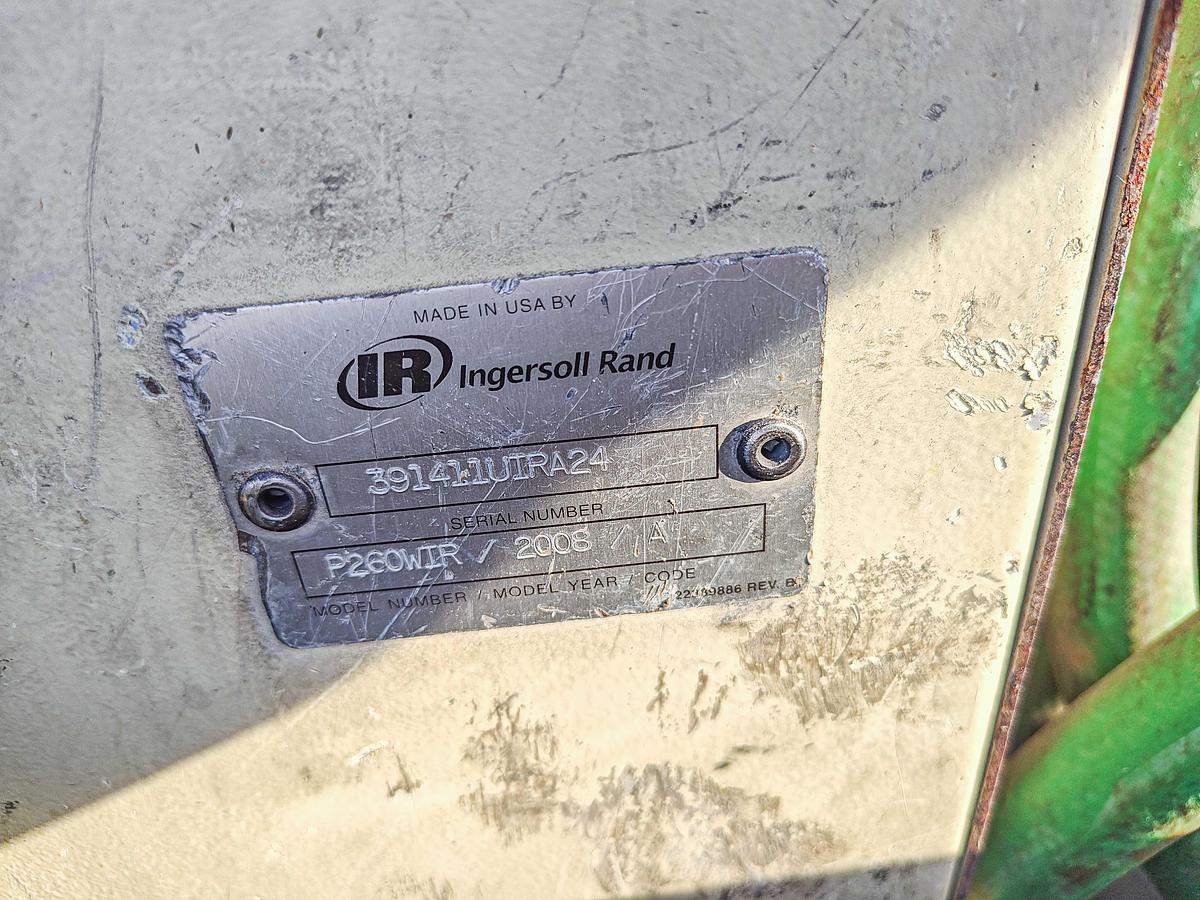 MADE IN USA BY
IR Ingersoll Rand
391411UIRA24
SERIAL NUMBER
P260WIR / 2008 / A
MODEL NUMBER / MODEL YEAR / CODE
REV. B